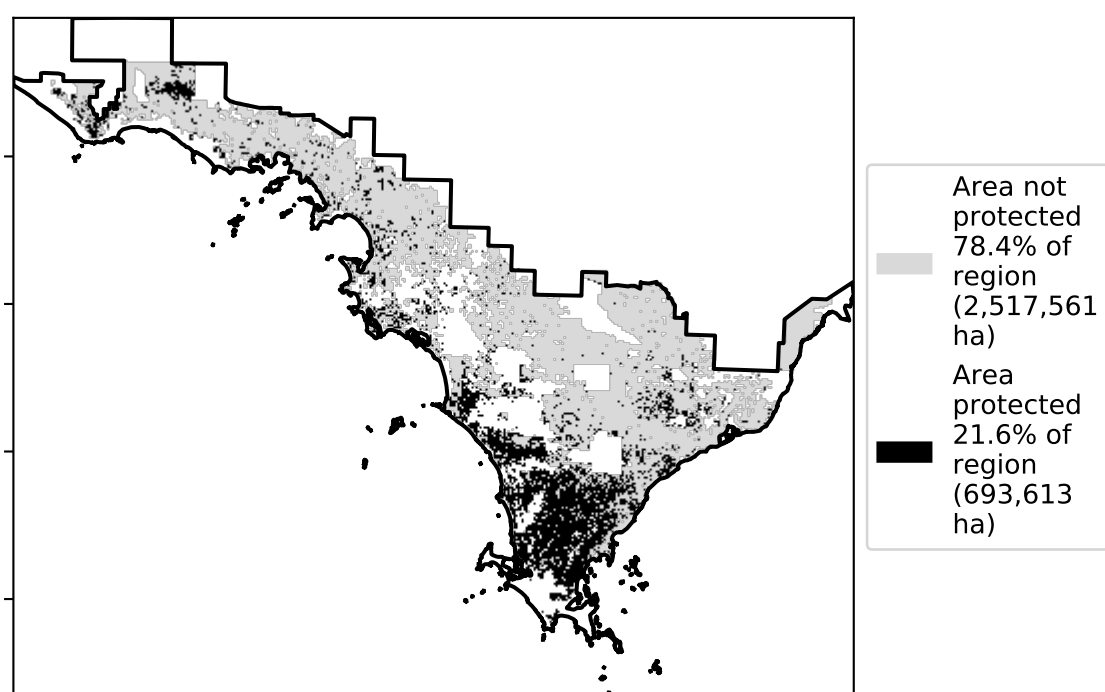 Area not
protected
78.4% of
region
(2,517,561
ha)
Area
protected
21.6% of
region
(693,613
ha)